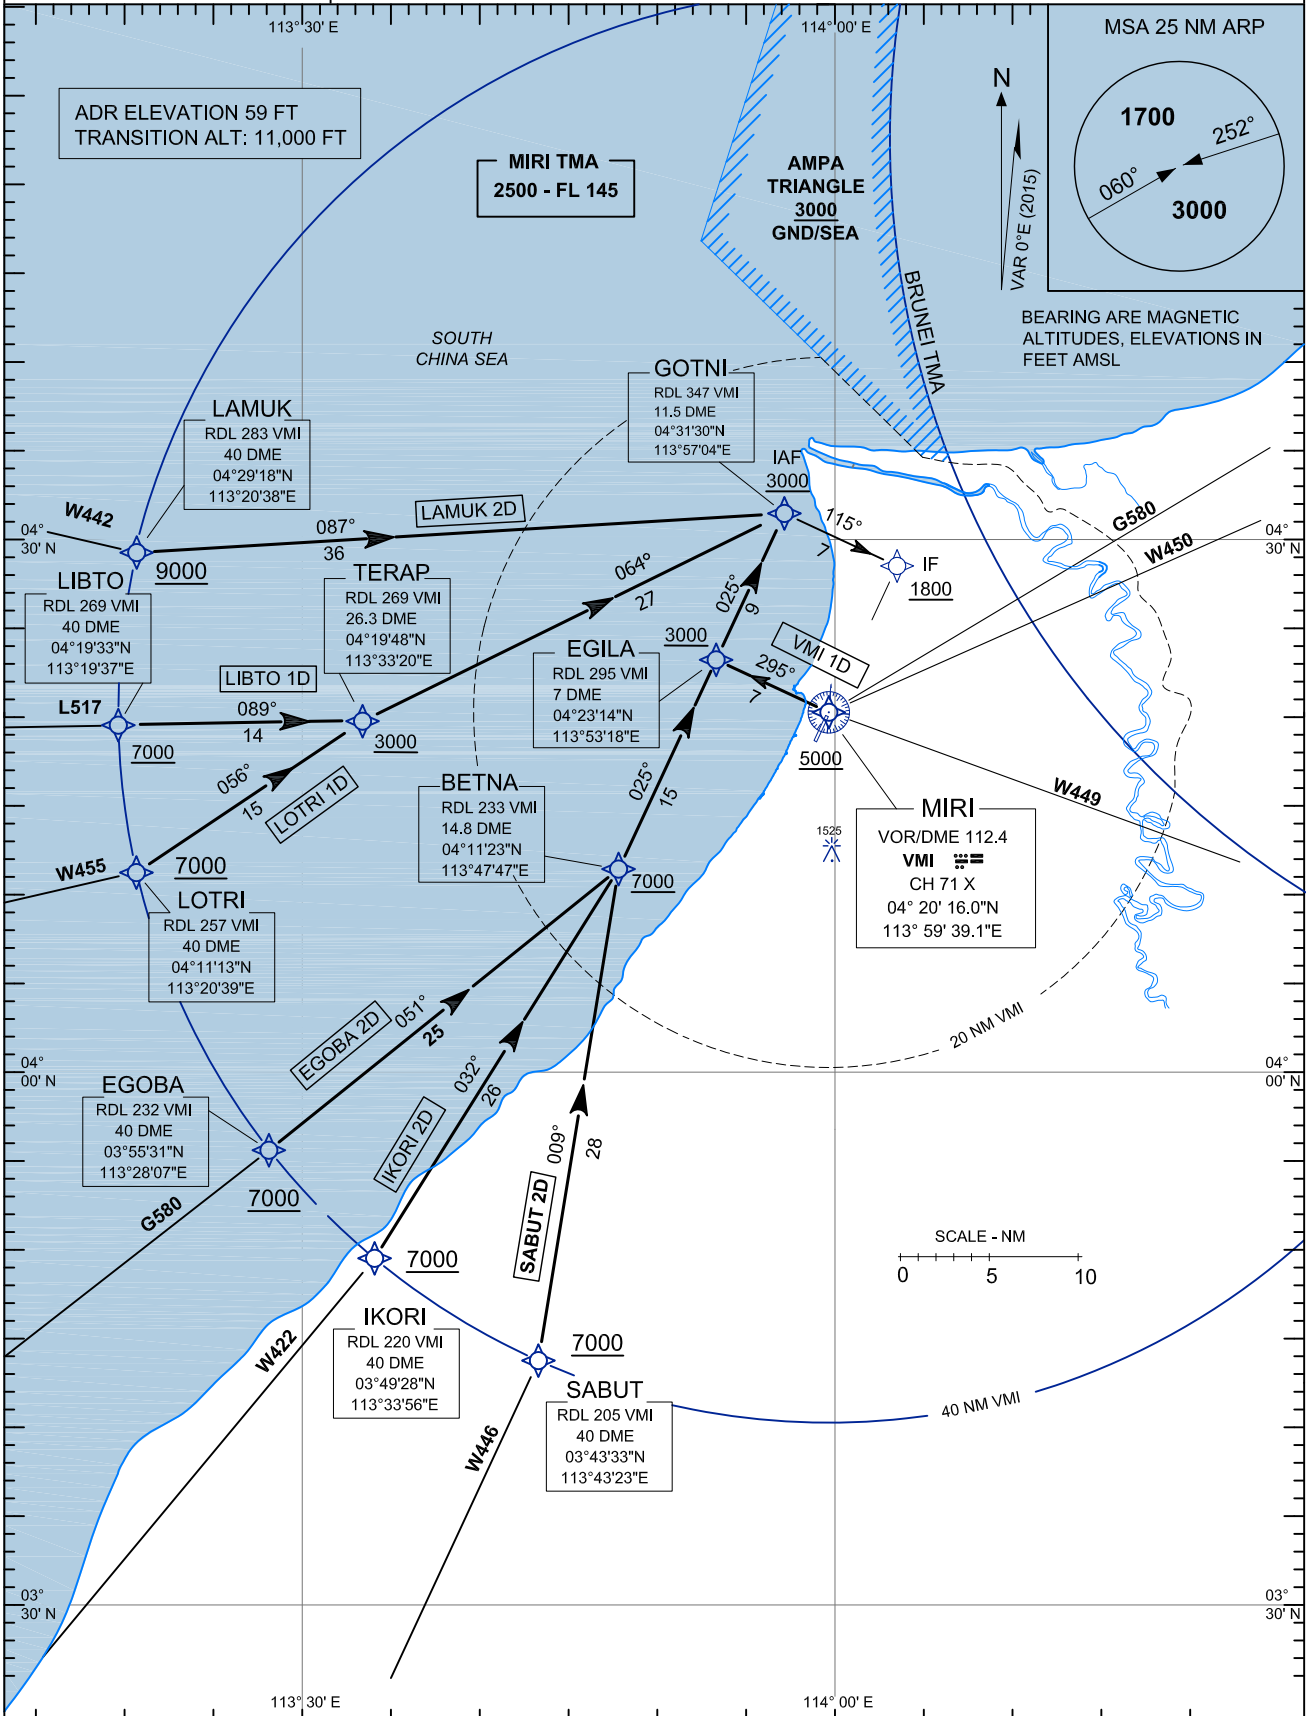 113° 30' E
114° 00' E
MSA 25 NM ARP
1700
252°
060°
3000
N
VAR 0°E (2015)
ADR ELEVATION 59 FT
TRANSITION ALT: 11,000 FT
MIRI TMA
2500 - FL 145
AMPA
TRIANGLE
3000
GND/SEA
BRUNEI TMA
BEARING ARE MAGNETIC
ALTITUDES, ELEVATIONS IN
FEET AMSL
SOUTH
CHINA SEA
GOTNI
RDL 347 VMI
11.5 DME
04°31'30"N
113°57'04"E
IAF
3000
LAMUK
RDL 283 VMI
40 DME
04°29'18"N
113°20'38"E
W442
9000
087°
36
LAMUK 2D
115°
7
IF
1800
G580
W450
04°
30' N
04°
30' N
LIBTO
RDL 269 VMI
40 DME
04°19'33"N
113°19'37"E
TERAP
RDL 269 VMI
26.3 DME
04°19'48"N
113°33'20"E
064°
27
025°
9
3000
EGILA
RDL 295 VMI
7 DME
04°23'14"N
113°53'18"E
VMI 1D
295°
7
L517
7000
LIBTO 1D
089°
14
3000
056°
15
LOTRI 1D
5000
W449
BETNA
RDL 233 VMI
14.8 DME
04°11'23"N
113°47'47"E
025°
15
7000
1525
MIRI
VOR/DME 112.4
VMI
CH 71 X
04° 20' 16.0"N
113° 59' 39.1"E
W455
7000
LOTRI
RDL 257 VMI
40 DME
04°11'13"N
113°20'39"E
20 NM VMI
EGOBA 2D
051°
25
04°
00' N
04°
00' N
EGOBA
RDL 232 VMI
40 DME
03°55'31"N
113°28'07"E
7000
G580
IKORI 2D
032°
26
SABUT 2D
009°
28
7000
IKORI
RDL 220 VMI
40 DME
03°49'28"N
113°33'56"E
W422
SCALE - NM
0
5
10
7000
SABUT
RDL 205 VMI
40 DME
03°43'33"N
113°43'23"E
W446
40 NM VMI
03°
30' N
03°
30' N
113° 30' E
114° 00' E